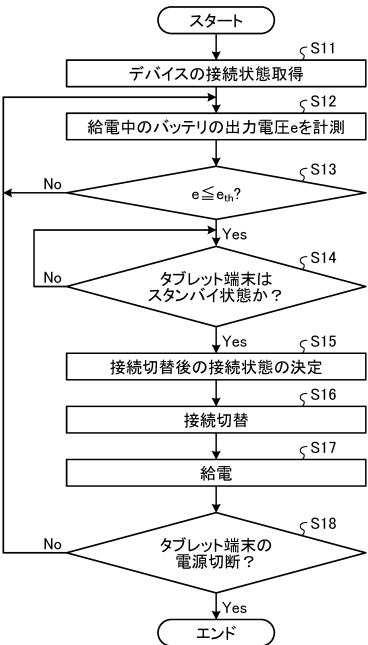 スタート
S11
デバイスの接続状態取得
S12
給電中のバッテリの出力電圧eを計測
S13
No
e≦eth?
Yes
S14
No
タブレット端末は
スタンバイ状態か?
Yes
S15
接続切替後の接続状態の決定
S16
接続切替
S17
給電
S18
No
タブレット端末の
電源切断?
Yes
エンド